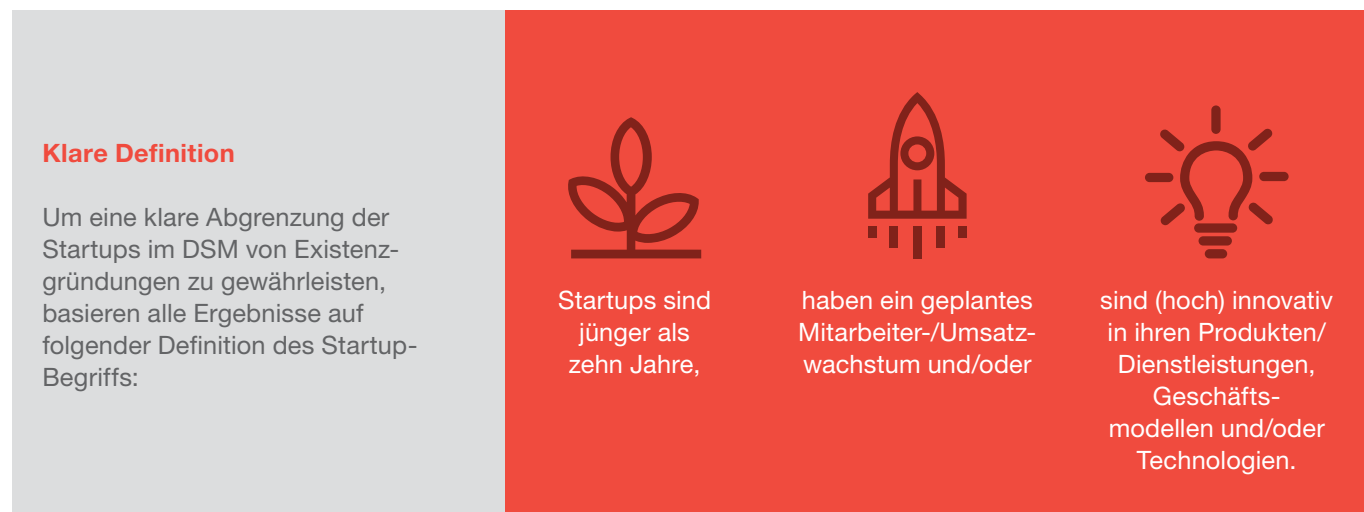 Klare Definition
Um eine klare Abgrenzung der
Startups im DSM von Existenz-
gründungen zu gewährleisten,
basieren alle Ergebnisse auf
folgender Definition des Startup-
Begriffs:
Startups sind
jünger als
zehn Jahre,
haben ein geplantes
Mitarbeiter-/Umsatz-
wachstum und/oder
sind (hoch) innovativ
in ihren Produkten/
Dienstleistungen,
Geschäfts-
modellen und/oder
Technologien.